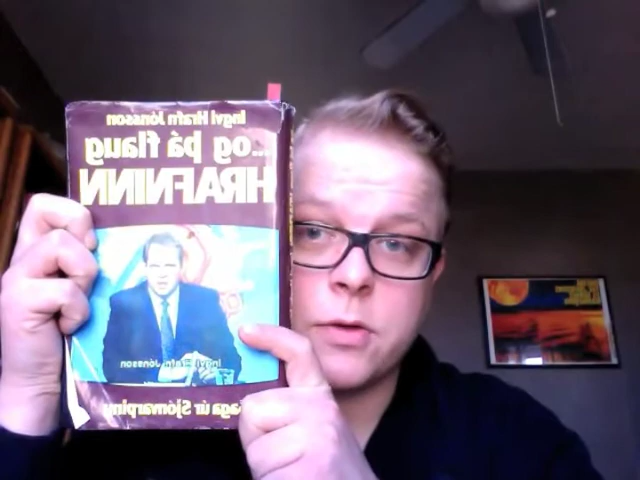 Ingvi Hrafn Jónsson
...og þá flaug
HRAFNINN
Ingvi Hrafn Jónsson
Saga úr Sjónvarpinu